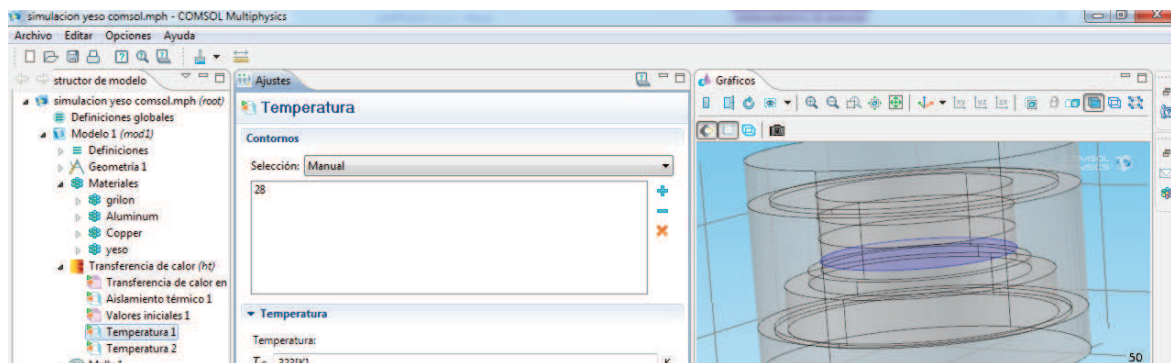 simulacion yeso comsol.mph - COMSOL Multiphysics
Archivo Editar Opciones Ayuda
structor de modelo
simulacion yeso comsol.mph (root)
Definiciones globales
Modelo 1 (mod1)
Definiciones
Geometría 1
Materiales
grilon
Aluminum
Copper
yeso
Transferencia de calor (ht)
Transferencia de calor en
Aislamiento térmico 1
Valores iniciales 1
Temperatura 1
Temperatura 2
Ajustes
Temperatura
Contornos
Selección: Manual
28
Temperatura
Temperatura:
K
Gráficos
50